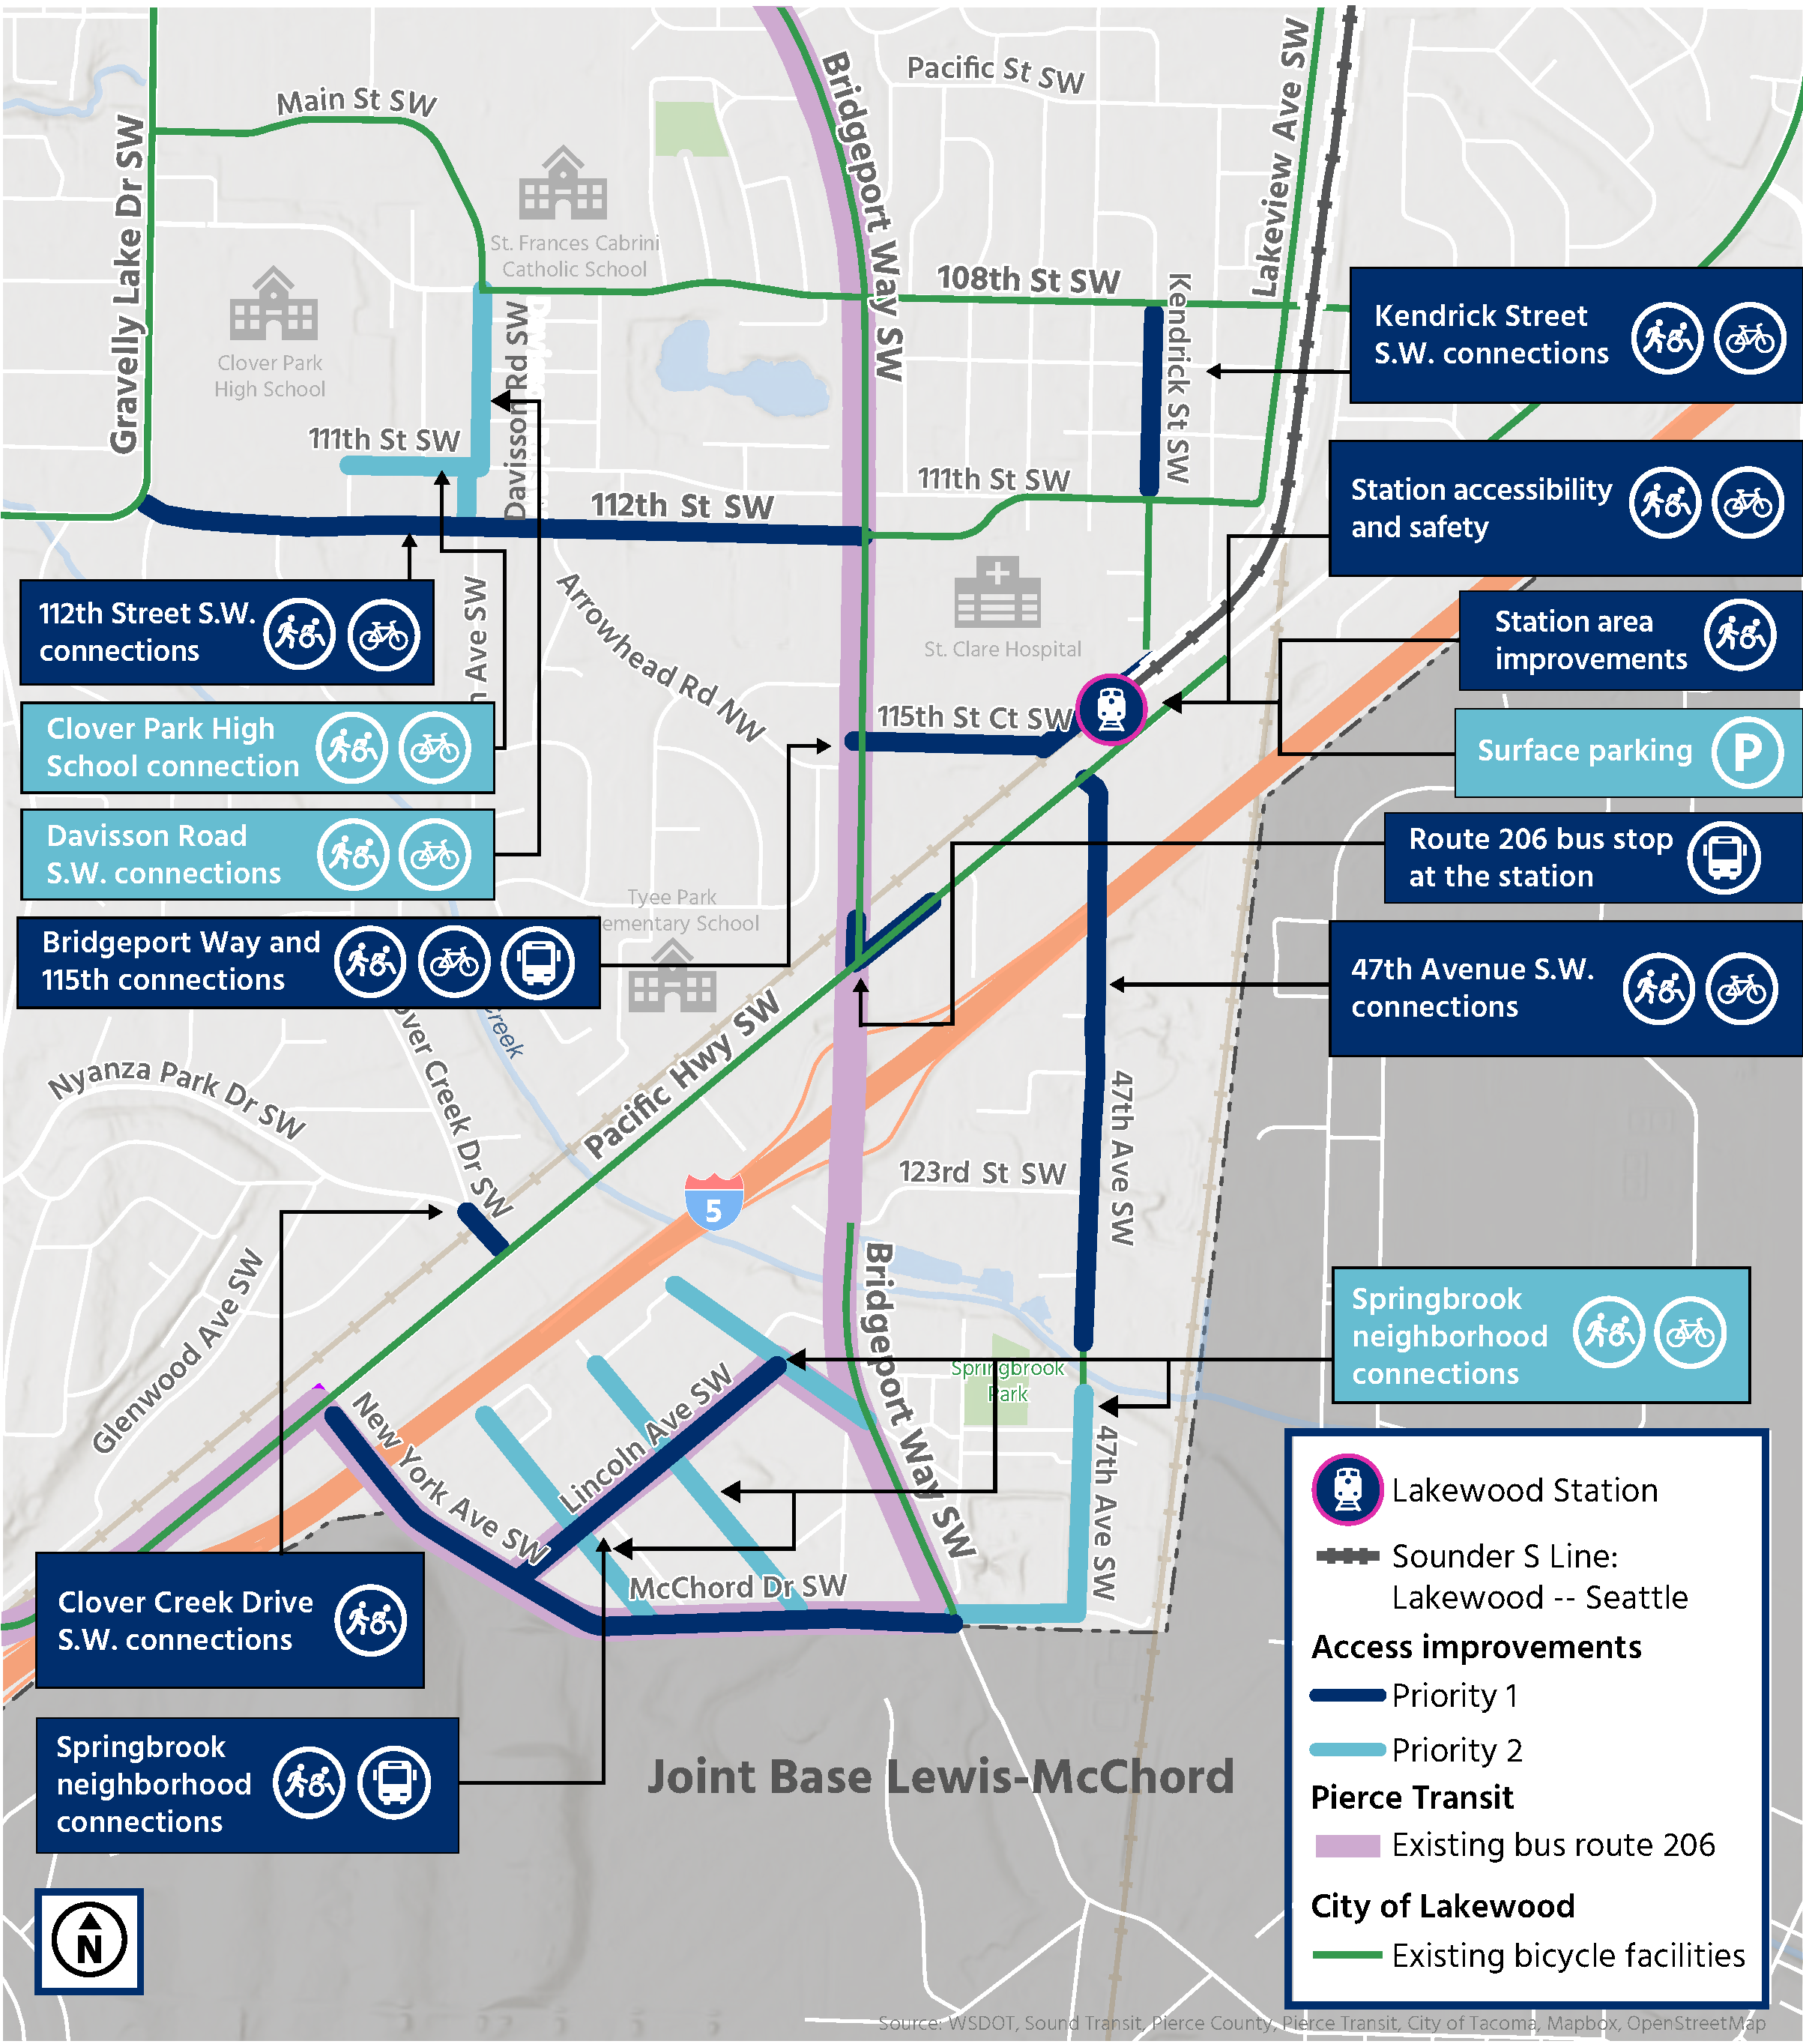 Pacific St SW
Main St SW
Bridgeport Way SW
Lakeview Ave SW
Gravelly Lake Dr SW
St. Frances Cabrini
Catholic School
Clover Park
High School
108th St SW
Kendrick St SW
Kendrick Street
S.W. connections
Davisson Rd SW
111th St SW
111th St SW
112th St SW
Station accessibility
and safety
112th Street S.W.
connections
n Ave SW
Arrowhead Rd NW
St. Clare Hospital
Station area
improvements
Clover Park High
School connection
115th St Ct SW
Surface parking
P
Davisson Road
S.W. connections
Route 206 bus stop
at the station
Tyee Park
ementary School
Bridgeport Way and
115th connections
47th Avenue S.W.
connections
over Creek Dr SW
Creek
Pacific Hwy SW
Nyanza Park Dr SW
47th Ave SW
123rd St SW
5
Glenwood Ave SW
Bridgeport Way SW
Springbrook
neighborhood
connections
Springbrook
Park
New York Ave SW
Lincoln Ave SW
47th Ave SW
McChord Dr SW
Clover Creek Drive
S.W. connections
Springbrook
neighborhood
connections
Joint Base Lewis-McChord
N
Lakewood Station
Sounder S Line:
Lakewood -- Seattle
Access improvements
Priority 1
Priority 2
Pierce Transit
Existing bus route 206
City of Lakewood
Existing bicycle facilities
Source: WSDOT, Sound Transit, Pierce County, Pierce Transit, City of Tacoma, Mapbox, OpenStreetMap